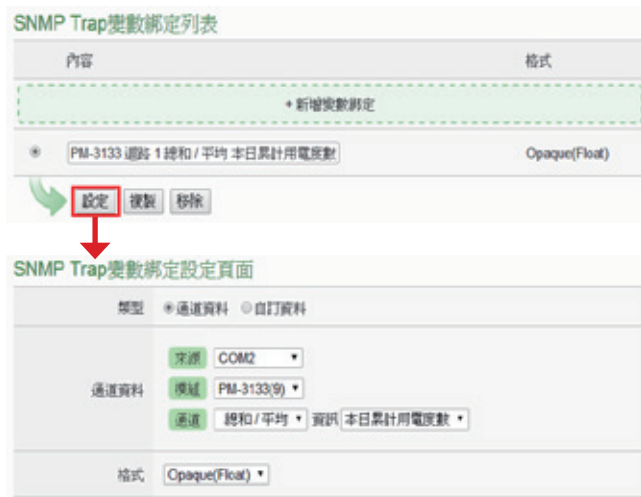 SNMP Trap變數綁定列表
內容 格式
+ 新增變數綁定
PM-3133 迴路 1 總和 / 平均 本日累計用電度數 Opaque(Float)
設定 複製 移除
SNMP Trap變數綁定設定頁面
類型 通道資料 自訂資料
來源 COM2
通道資料 模組 PM-3133(9)
通道 總和 / 平均 資訊 本日累計用電度數
格式 Opaque(Float)